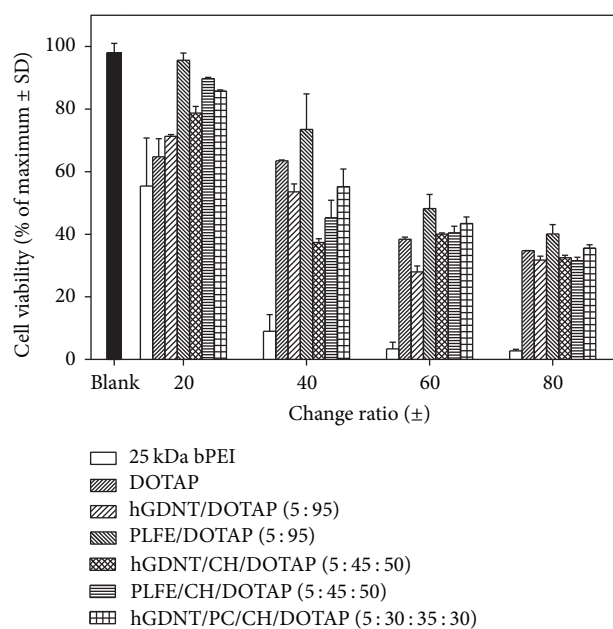 Cell viability (% of maximum ± SD)
100
80
60
40
20
0
Blank 20 40 60 80
Change ratio (±)
25 kDa bPEI
DOTAP
hGDNT/DOTAP (5 : 95)
PLFE/DOTAP (5 : 95)
hGDNT/CH/DOTAP (5 : 45 : 50)
PLFE/CH/DOTAP (5 : 45 : 50)
hGDNT/PC/CH/DOTAP (5 : 30 : 35 : 30)